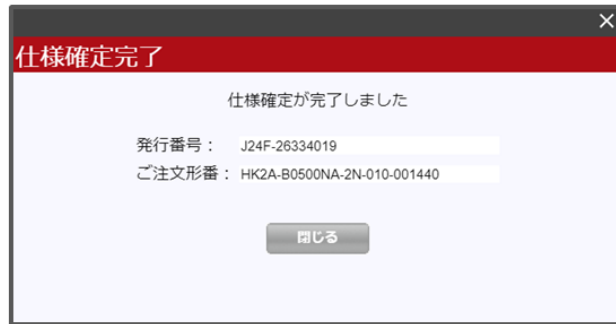 ×
仕様確定完了
仕様確定が完了しました
発行番号： J24F-26334019
ご注文形番： HK2A-B0500NA-2N-010-001440
閉じる